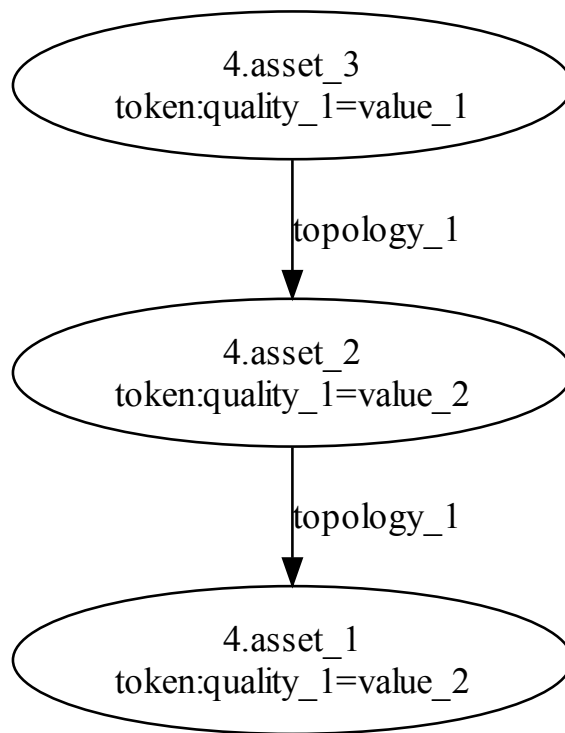 4.asset_3
token:quality_1=value_1
topology_1
4.asset_2
token:quality_1=value_2
topology_1
4.asset_1
token:quality_1=value_2